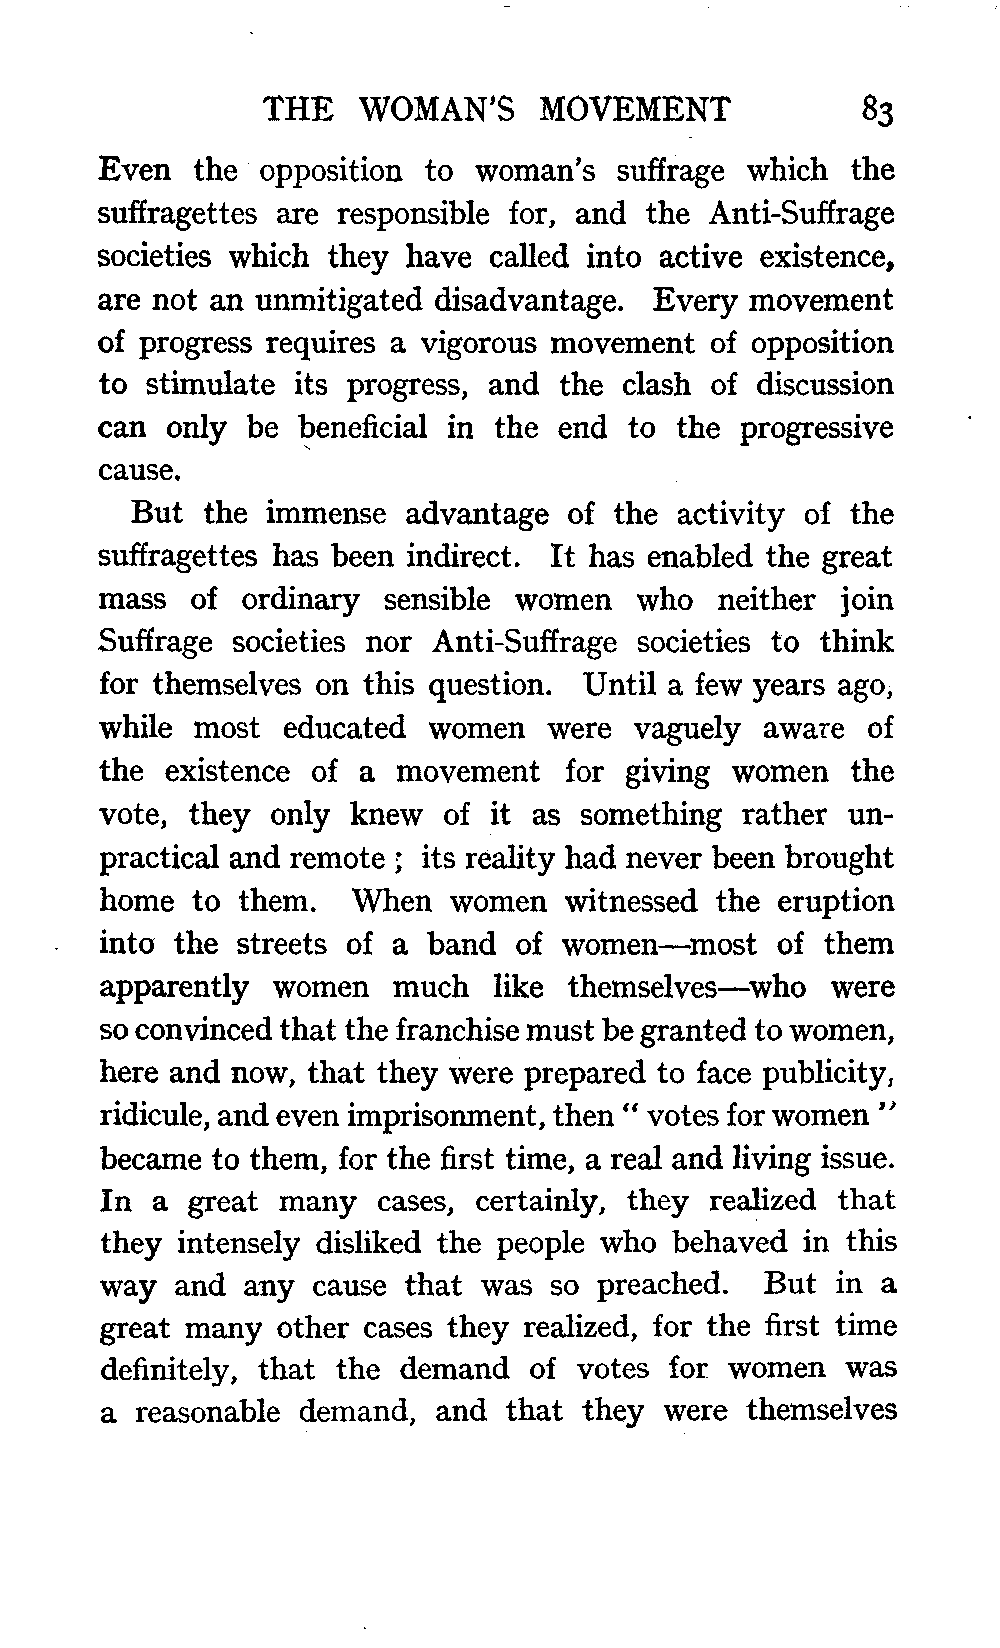 THE WOMAN'S MOVEMENT 83
Even the opposition to woman's suffrage which the
suffragettes are responsible for, and the Anti-Suffrage
societies which they have called into active existence,
are not an unmitigated disadvantage. Every movement
of progress requires a vigorous movement of opposition
to stimulate its progress, and the clash of discussion
can only be beneficial in the end to the progressive
cause.
But the immense advantage of the activity of the
suffragettes has been indirect. It has enabled the great
mass of ordinary sensible women who neither join
Suffrage societies nor Anti-Suffrage societies to think
for themselves on this question. Until a few years ago,
while most educated women were vaguely aware of
the existence of a movement for giving women the
vote, they only knew of it as something rather un-
practical and remote ; its reality had never been brought
home to them. When women witnessed the eruption
into the streets of a band of women—most of them
apparently women much like themselves—who were
so convinced that the franchise must be granted to women,
here and now, that they were prepared to face publicity,
ridicule, and even imprisonment, then " votes for women "
became to them, for the first time, a real and living issue.
In a great many cases, certainly, they realized that
they intensely disliked the people who behaved in this
way and any cause that was so preached. But in a
great many other cases they realized, for the first time
definitely, that the demand of votes for women was
a reasonable demand, and that they were themselves